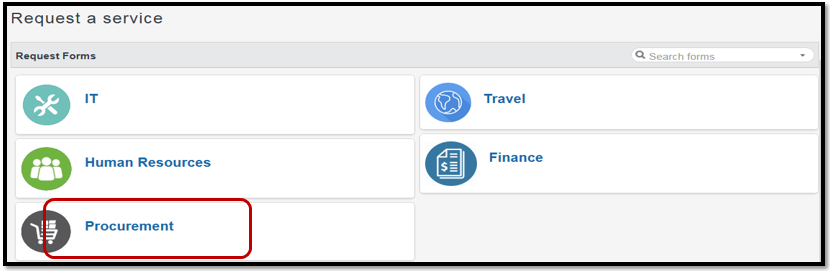 Request a service
Request Forms
Search forms
IT
Travel
Human Resources
Finance
Procurement